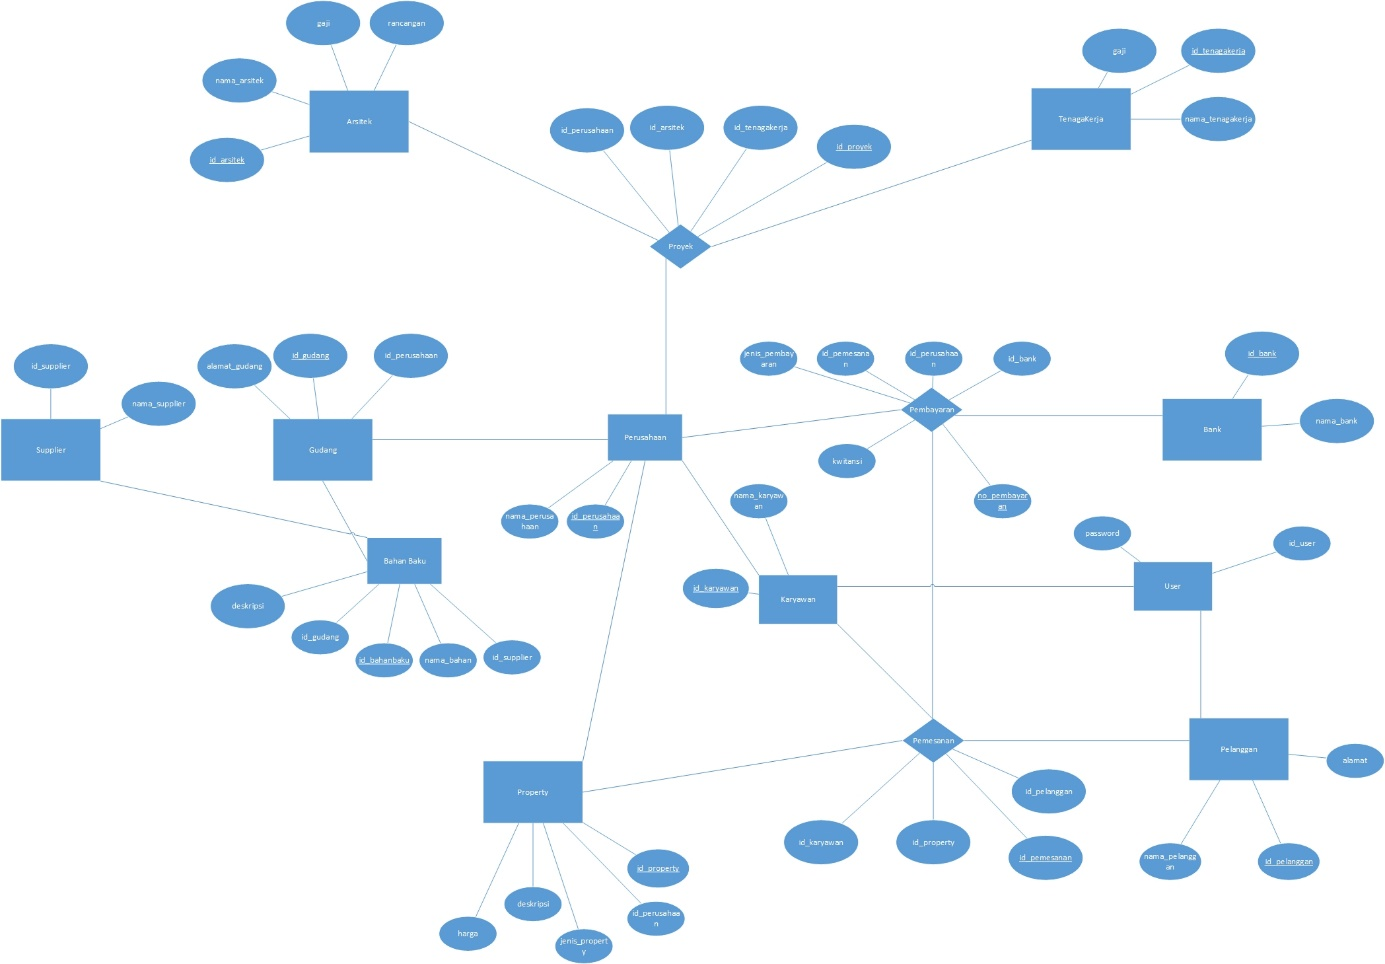 gaji
rancangan
nama_arsitek
Arsitek
id_arsitek
gaji
id_tenagakerja
TenagaKerja
nama_tenagakerja
id_perusahaan
id_arsitek
id_tenagakerja
id_proyek
Proyek
id_supplier
nama_supplier
Supplier
alamat_gudang
id_gudang
id_perusahaan
Gudang
Perusahaan
nama_perusa
haan
id_perusahaa
n
jenis_pembay
aran
id_pemesana
n
id_perusahaa
n
id_bank
Pembayaran
kwitansi
no_pembayar
an
id_bank
nama_bank
Bank
Bahan Baku
deskripsi
id_gudang
id_bahanbaku
nama_bahan
id_supplier
nama_karyaw
an
id_karyawan
Karyawan
password
id_user
User
Pemesanan
id_pelanggan
id_karyawan
id_property
id_pemesanan
Pelanggan
alamat
nama_pelangg
an
id_pelanggan
Property
id_property
deskripsi
id_perusahaa
n
harga
jenis_propert
y